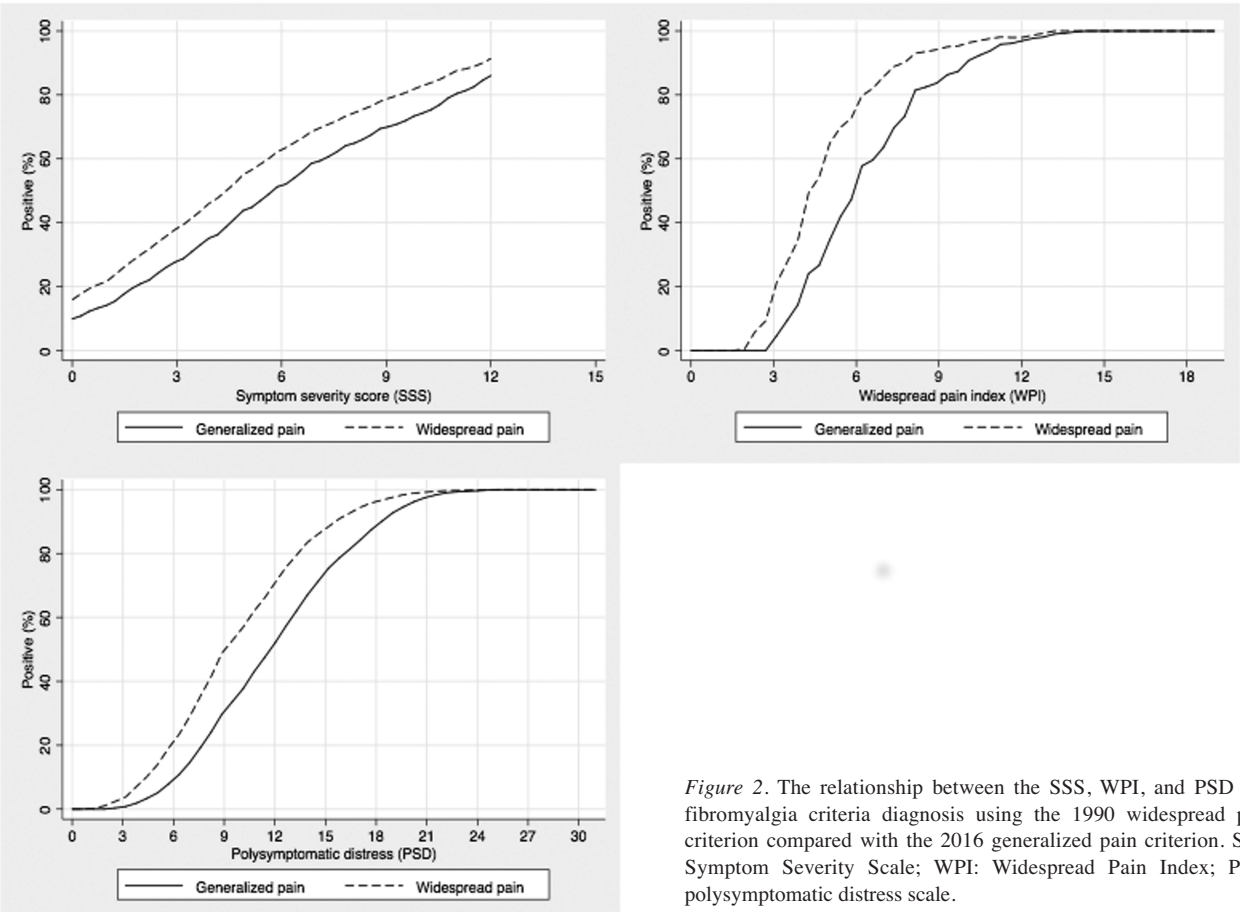 Positive (%)
100
80
60
40
20
0
0 3 6 9 12 15
Symptom severity score (SSS)
Generalized pain Widespread pain
Positive (%)
100
80
60
40
20
0
0 3 6 9 12 15 18
Widespread pain index (WPI)
Generalized pain Widespread pain
Positive (%)
100
80
60
40
20
0
0 3 6 9 12 15 18 21 24 27 30
Polysymptomatic distress (PSD)
Generalized pain Widespread pain
Figure 2. The relationship between the SSS, WPI, and PSD
fibromyalgia criteria diagnosis using the 1990 widespread
criterion compared with the 2016 generalized pain criterion.
Symptom Severity Scale; WPI: Widespread Pain Index;
polysymptomatic distress scale.